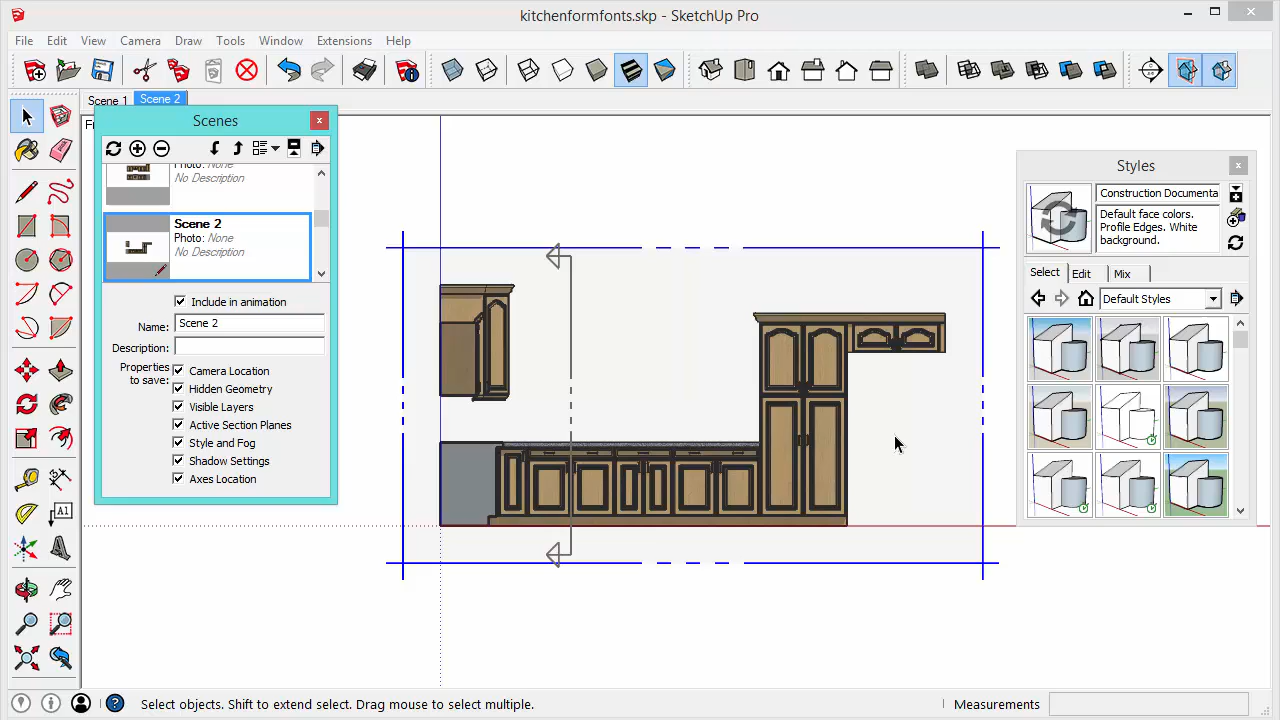 kitchenformfonts.skp - SketchUp Pro
File Edit View Camera Draw Tools Window Extensions Help
Scene 1 Scene 2
Scenes
Photo: None
No Description
Scene 2
Photo: None
No Description
Include in animation
Name: Scene 2
Description:
Properties to save:
Camera Location
Hidden Geometry
Visible Layers
Active Section Planes
Style and Fog
Shadow Settings
Axes Location
Styles
Construction Documenta
Default face colors.
Profile Edges. White
background.
Select Edit Mix
Default Styles
A1
Select objects. Shift to extend select. Drag mouse to select multiple.
Measurements